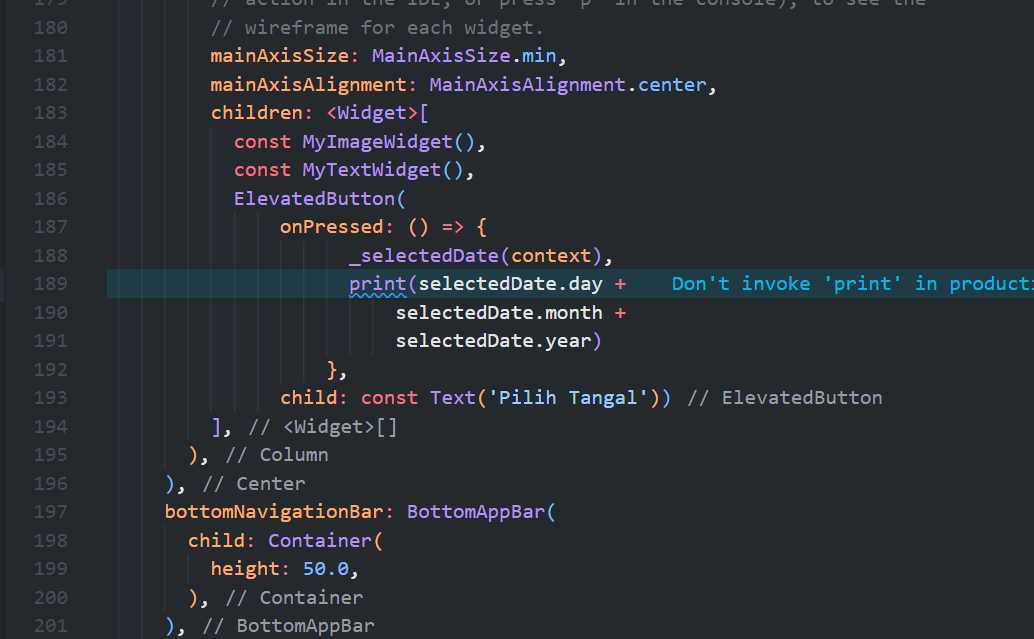 179 // action in the IDE, or press "p" in the console), to see the
180 // wireframe for each widget.
181 mainAxisSize: MainAxisSize.min,
182 mainAxisAlignment: MainAxisAlignment.center,
183 children: <Widget>[
184 const MyImageWidget(),
185 const MyTextWidget(),
186 ElevatedButton(
187 onPressed: () => {
188 _selectedDate(context),
189 print(selectedDate.day + Don't invoke 'print' in producti
190 selectedDate.month +
191 selectedDate.year)
192 },
193 child: const Text('Pilih Tangal')) // ElevatedButton
194 ], // <Widget>[]
195 ), // Column
196 ), // Center
197 bottomNavigationBar: BottomAppBar(
198 child: Container(
199 height: 50.0,
200 ), // Container
201 ), // BottomAppBar